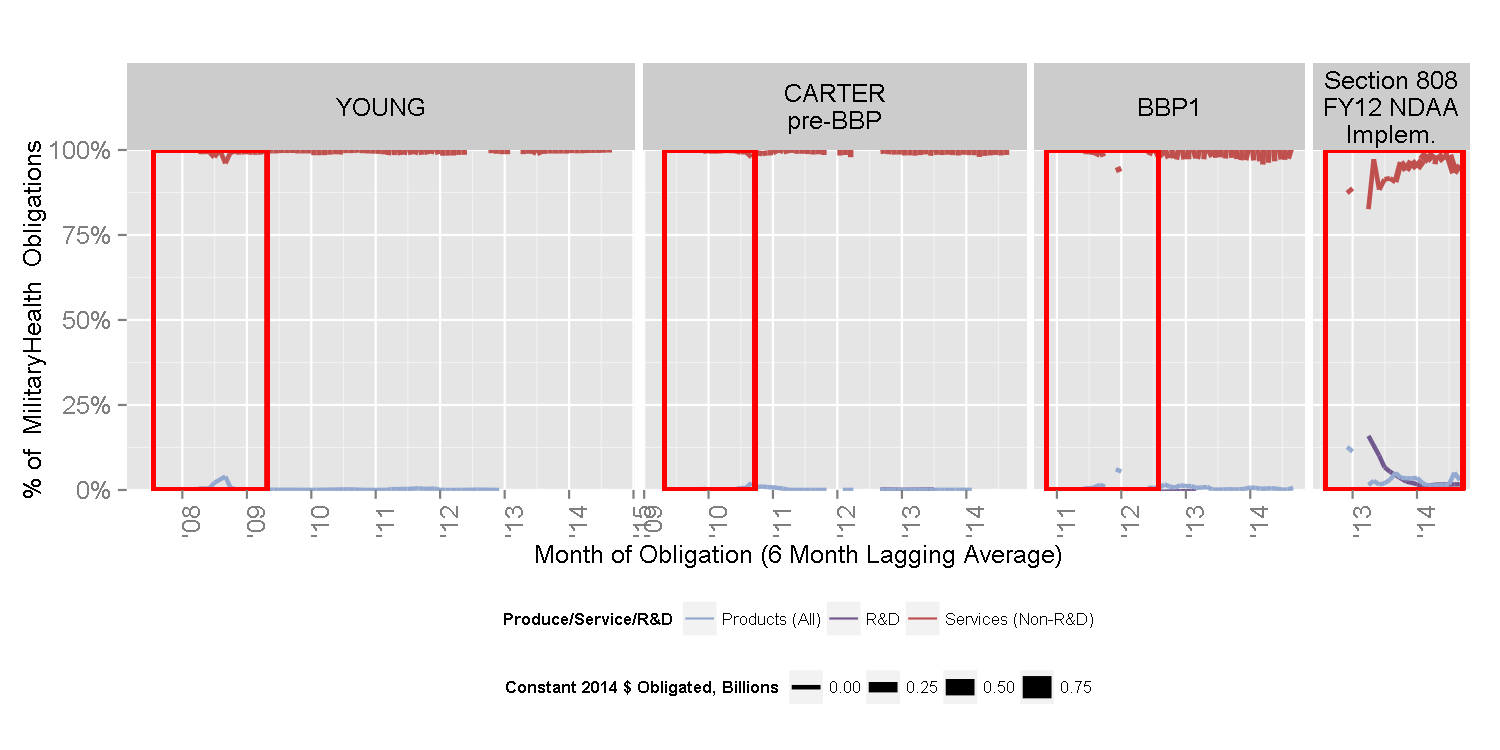 YOUNG
CARTER
pre-BBP
BBP1
Section 808
FY12 NDAA
Implem.
% of MilitaryHealth Obligations
100%
75%
50%
25%
0%
'08 '09 '10 '11 '12 '13 '14 '15
'09 '10 '11 '12 '13 '14
'11 '12 '13 '14
'13 '14
Month of Obligation (6 Month Lagging Average)
Produce/Service/R&D Products (All) R&D Services (Non-R&D)
Constant 2014 $ Obligated, Billions 0.00 0.25 0.50 0.75